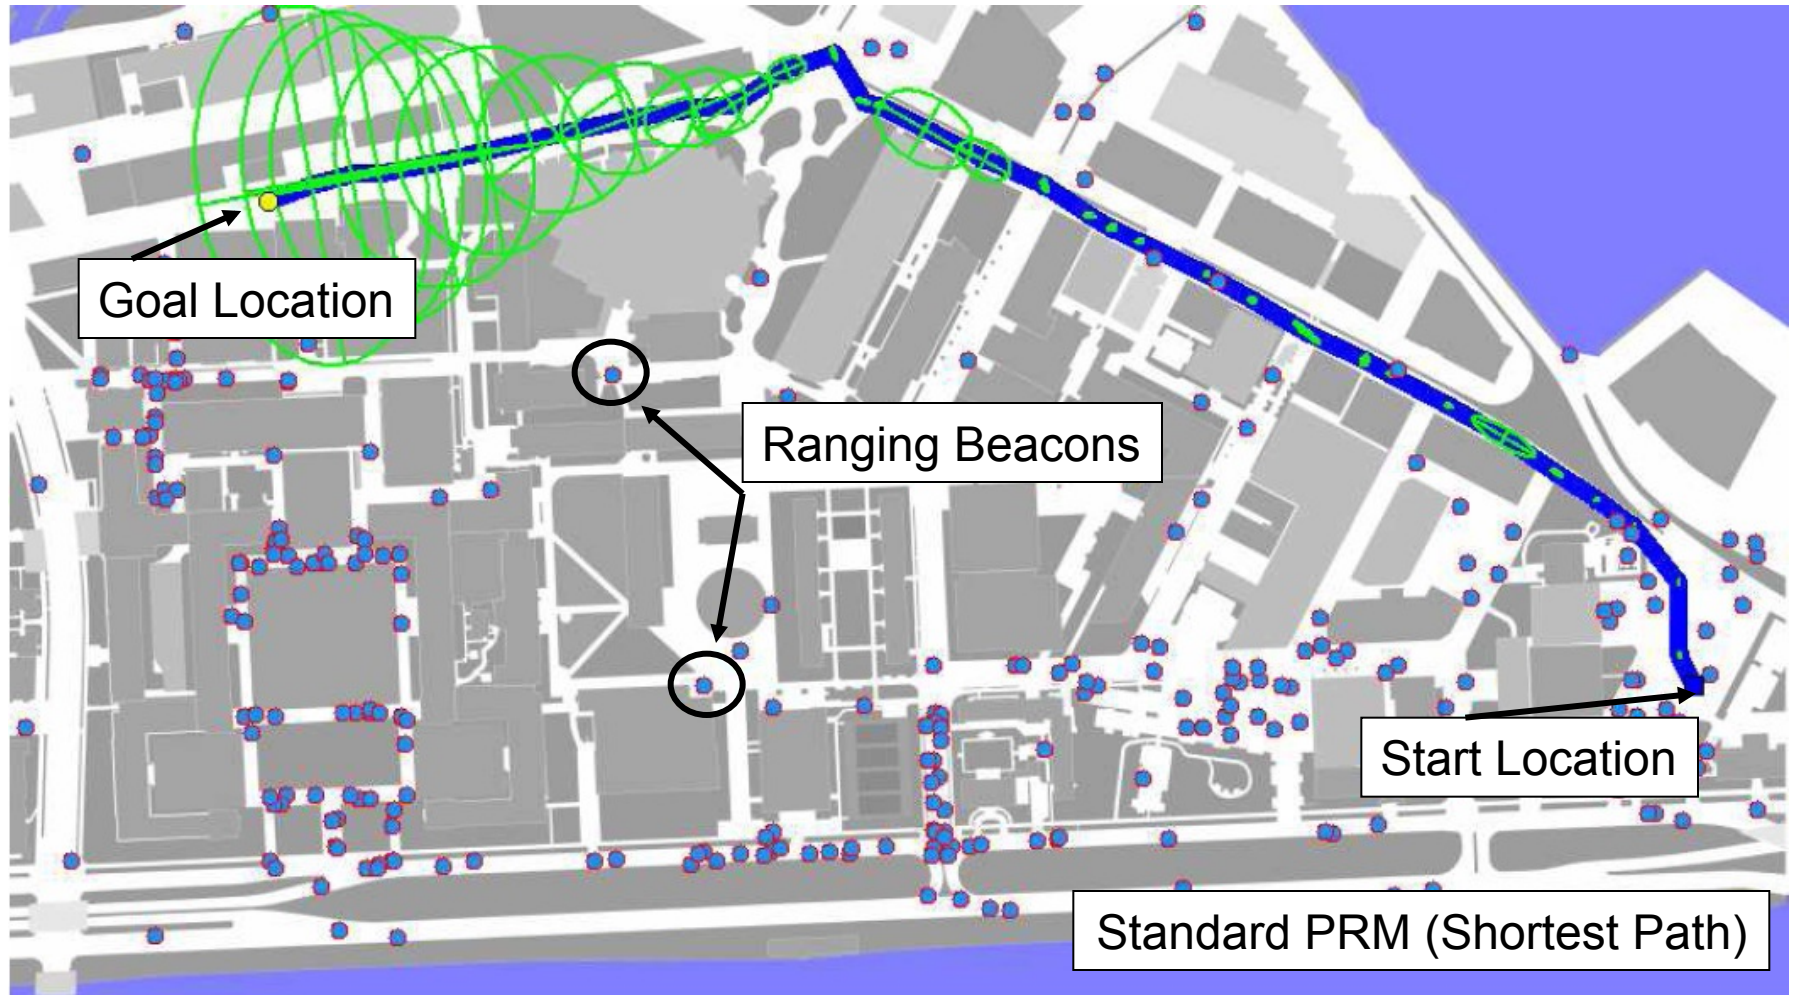 Goal Location
Ranging Beacons
Start Location
Standard PRM (Shortest Path)